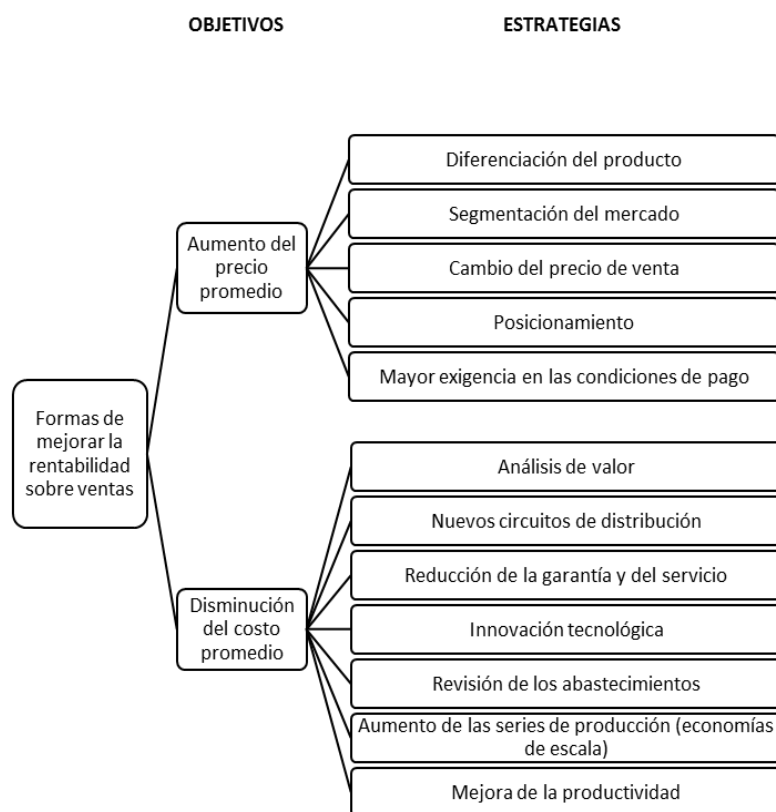 OBJETIVOS
ESTRATEGIAS
Formas de
mejorar la
rentabilidad
sobre ventas
Aumento del
precio
promedio
Diferenciación del producto
Segmentación del mercado
Cambio del precio de venta
Posicionamiento
Mayor exigencia en las condiciones de pago
Disminución
del costo
promedio
Análisis de valor
Nuevos circuitos de distribución
Reducción de la garantía y del servicio
Innovación tecnológica
Revisión de los abastecimientos
Aumento de las series de producción (economías
de escala)
Mejora de la productividad